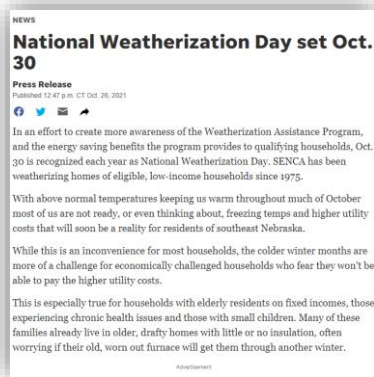 NEWS
National Weatherization Day set Oct.
30
Press Release
Published 12:47 p.m. CT Oct. 26, 2021
In an effort to create more awareness of the Weatherization Assistance Program,
and the energy saving benefits the program provides to qualifying households, Oct.
30 is recognized each year as National Weatherization Day. SENCA has been
weatherizing homes of eligible, low-income households since 1975.
With above normal temperatures keeping us warm throughout much of October
most of us are not ready, or even thinking about, freezing temps and higher utility
costs that will soon be a reality for residents of southeast Nebraska.
While this is an inconvenience for most households, the colder winter months are
more of a challenge for economically challenged households who fear they won't be
able to pay the higher utility costs.
This is especially true for households with elderly residents on fixed incomes, those
experiencing chronic health issues and those with small children. Many of these
families already live in older, drafty homes with little or no insulation, often
worrying if their old, worn out furnace will get them through another winter.
Advertisement